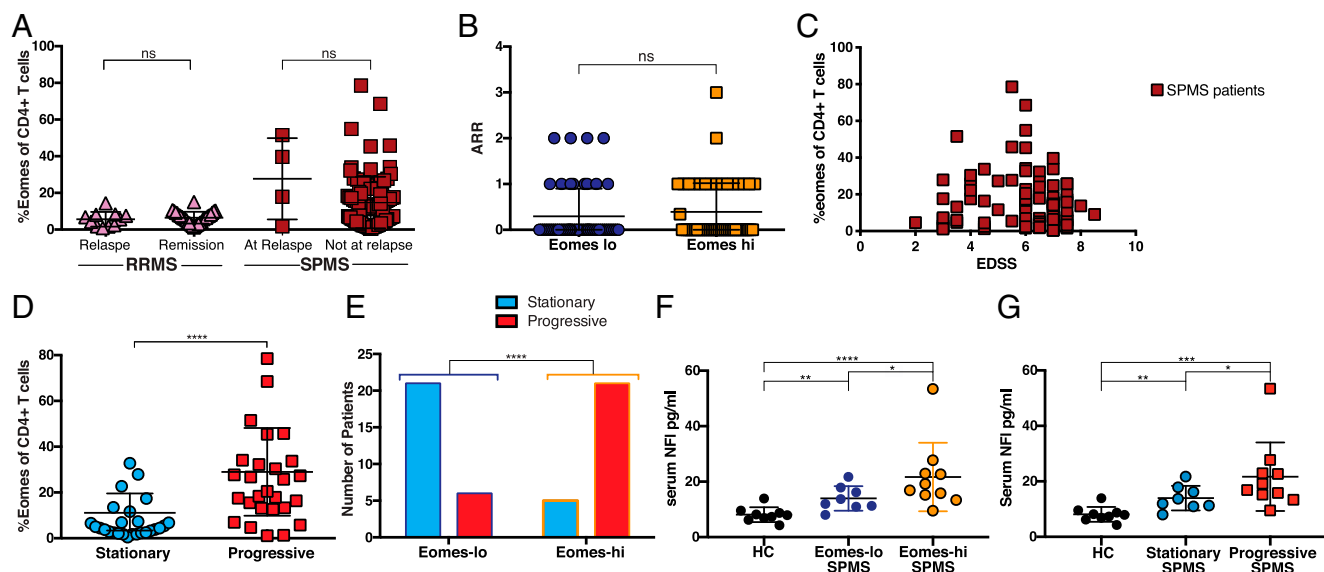 A
%Eomes of CD4+ T cells
100
80
60
40
20
0
ns
ns
Relaspe
Remission
At Relaspe
Not at relapse
RRMS
SPMS
B
ARR
4
3
2
1
0
ns
Eomes lo
Eomes hi
C
%eomes of CD4+ T cells
100
80
60
40
20
0
0
2
4
6
8
10
EDSS
SPMS patients
D
%Eomes of CD4+ T cells
80
60
40
20
0
****
Stationary
Progressive
E
Stationary
Progressive
Number of Patients
25
20
15
10
5
0
****
Eomes-lo
Eomes-hi
F
serum NFl pg/ml
60
40
20
0
****
**
*
HC
Eomes-lo
SPMS
Eomes-hi
SPMS
G
Serum NFl pg/ml
60
40
20
0
***
**
*
HC
Stationary
SPMS
Progressive
SPMS